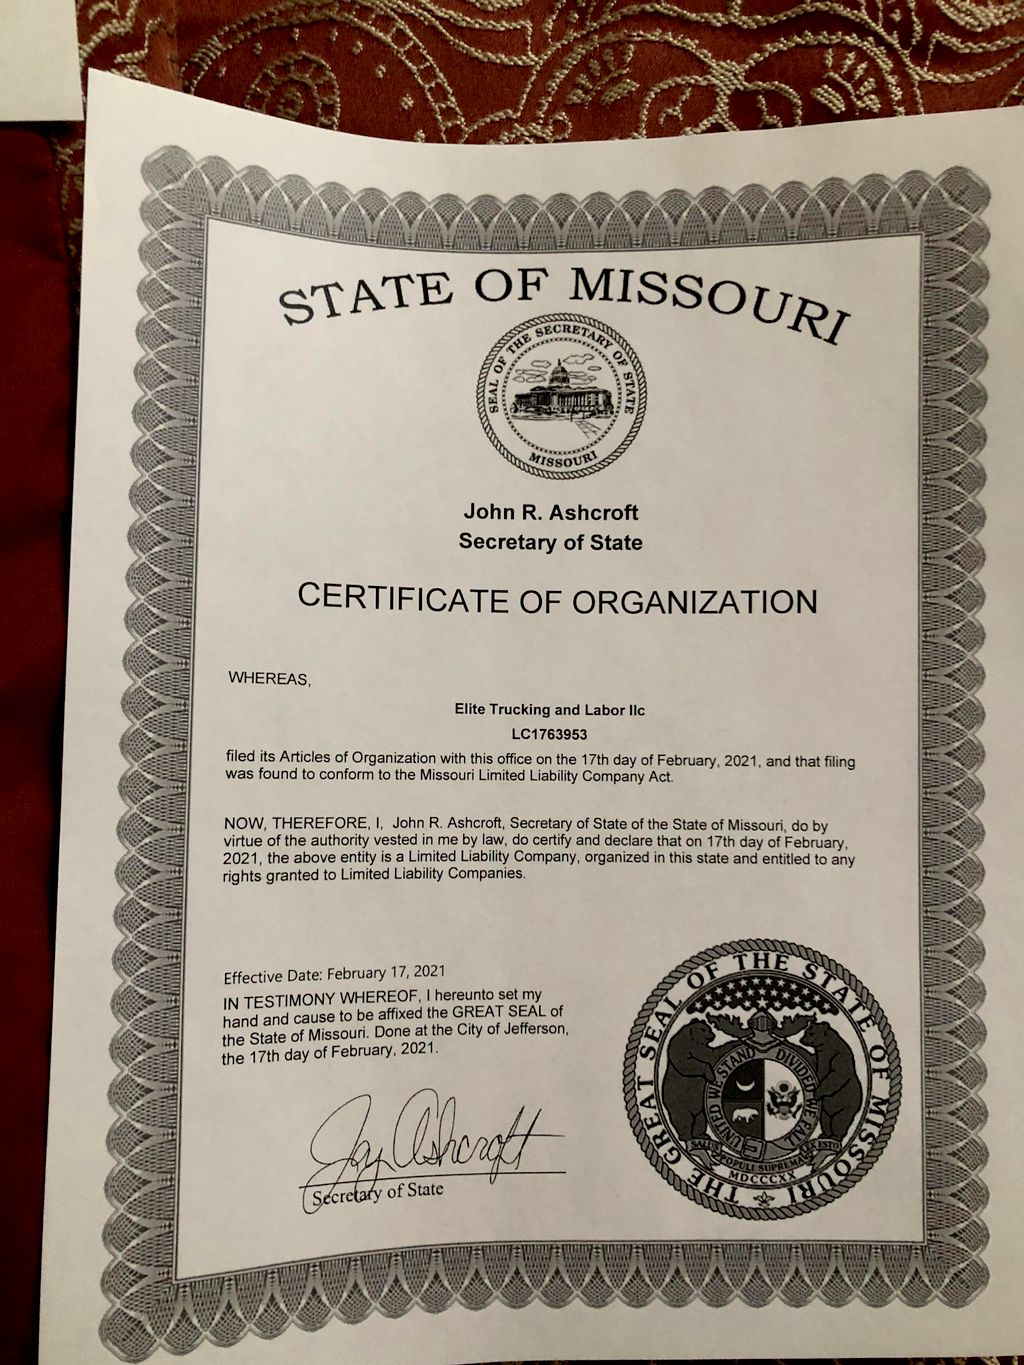 STATE OF MISSOURI
SEAL OF THE SECRETARY OF STATE
MISSOURI
John R. Ashcroft
Secretary of State
CERTIFICATE OF ORGANIZATION
WHEREAS,
Elite Trucking and Labor llc
LC1763953
filed its Articles of Organization with this office on the 17th day of February, 2021, and that filing
was found to conform to the Missouri Limited Liability Company Act.
NOW, THEREFORE, I, John R. Ashcroft, Secretary of State of the State of Missouri, do by
virtue of the authority vested in me by law, do certify and declare that on 17th day of February,
2021, the above entity is a Limited Liability Company, organized in this state and entitled to any
rights granted to Limited Liability Companies.
Effective Date: February 17, 2021
IN TESTIMONY WHEREOF, I hereunto set my
hand and cause to be affixed the GREAT SEAL of
the State of Missouri. Done at the City of Jefferson,
the 17th day of February, 2021.
Jay Ashcroft
Secretary of State
THE GREAT SEAL OF THE STATE OF MISSOURI
UNITED WE STAND DIVIDED WE FALL
SALUS POPULI SUPREMA LEX ESTO
MDCCCXX